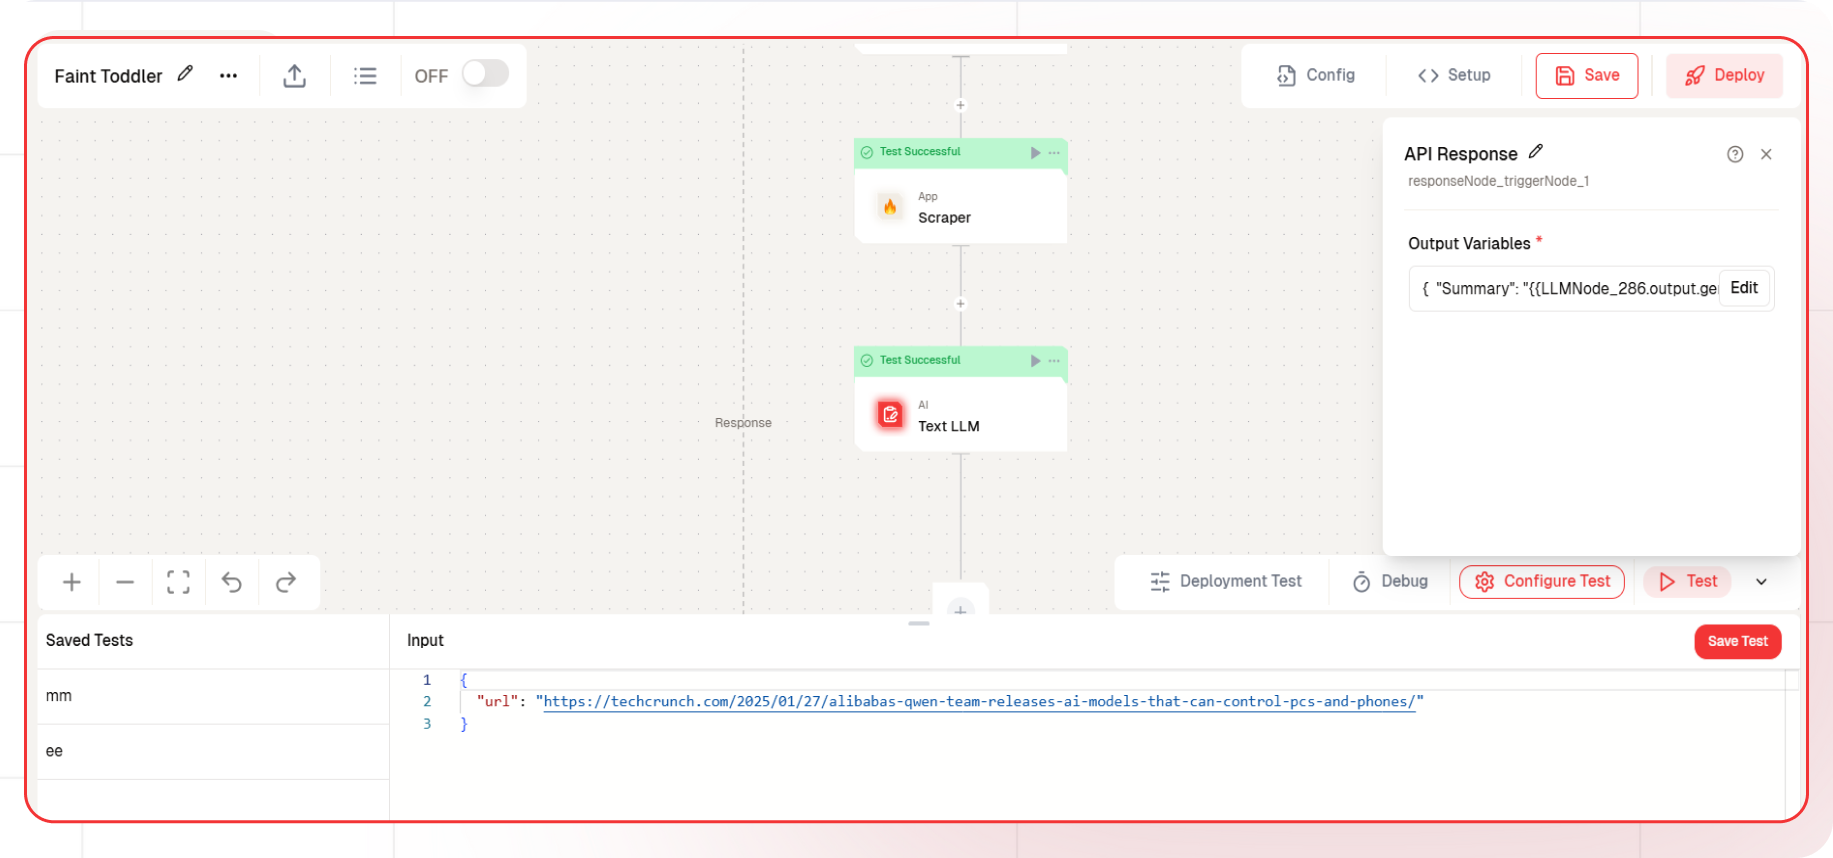 Faint Toddler
OFF
Config
Setup
Save
Deploy
Test Successful
App
Scraper
Test Successful
AI
Text LLM
Response
API Response
responseNode_triggerNode_1
Output Variables *
{ "Summary": "{{LLMNode_286.output.ge
Edit
Deployment Test
Debug
Configure Test
Test
Saved Tests
mm
ee
Input
Save Test
1 {
2 "url": "https://techcrunch.com/2025/01/27/alibabas-qwen-team-releases-ai-models-that-can-control-pcs-and-phones/"
3 }